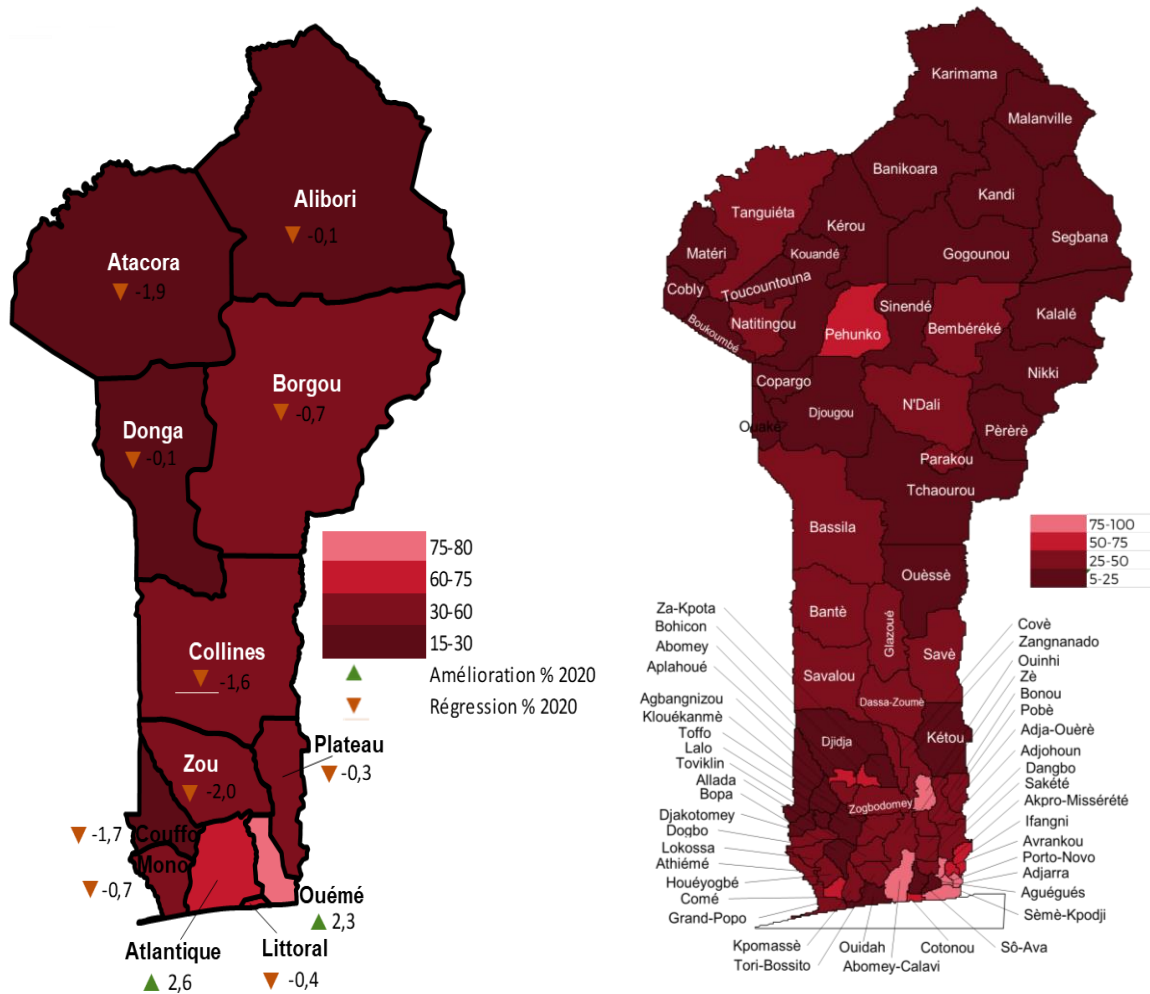 Alibori
-0,1
Atacora
-1,9
Borgou
-0,7
Donga
-0,1
75-80
60-75
30-60
15-30
Amélioration % 2020
Régression % 2020
Collines
-1,6
Plateau
-0,3
Zou
-2,0
-1,7
Couffo
Mono
-0,7
Ouémé
2,3
Atlantique
2,6
Littoral
-0,4
Karimama
Malanville
Banikoara
Kandi
Tanguiéta
Kérou
Segbana
Matéri
Kouandé
Gogounou
Cobly
Toucountouna
Sinendé
Kalalé
Boukoumbé
Natitingou
Pehunko
Bembéréké
Nikki
Copargo
Djougou
N'Dali
Ouaké
Pèrèrè
Parakou
Tchaourou
Bassila
75-100
50-75
25-50
5-25
Ouèssè
Bantè
Glazoué
Savè
Savalou
Dassa-Zoumè
Djidja
Kétou
Zogbodomey
Za-Kpota
Bohicon
Abomey
Aplahoué
Agbangnizou
Klouékanmè
Toffo
Lalo
Toviklin
Allada
Bopa
Djakotomey
Dogbo
Lokossa
Athiémé
Houéyogbé
Comé
Grand-Popo
Covè
Zangnanado
Ouinhi
Zè
Bonou
Pobè
Adja-Ouèrè
Adjohoun
Dangbo
Sakété
Akpro-Missérété
Ifangni
Avrankou
Porto-Novo
Adjarra
Aguégués
Sèmè-Kpodji
Kpomassè
Tori-Bossito
Ouidah
Abomey-Calavi
Cotonou
Sô-Ava